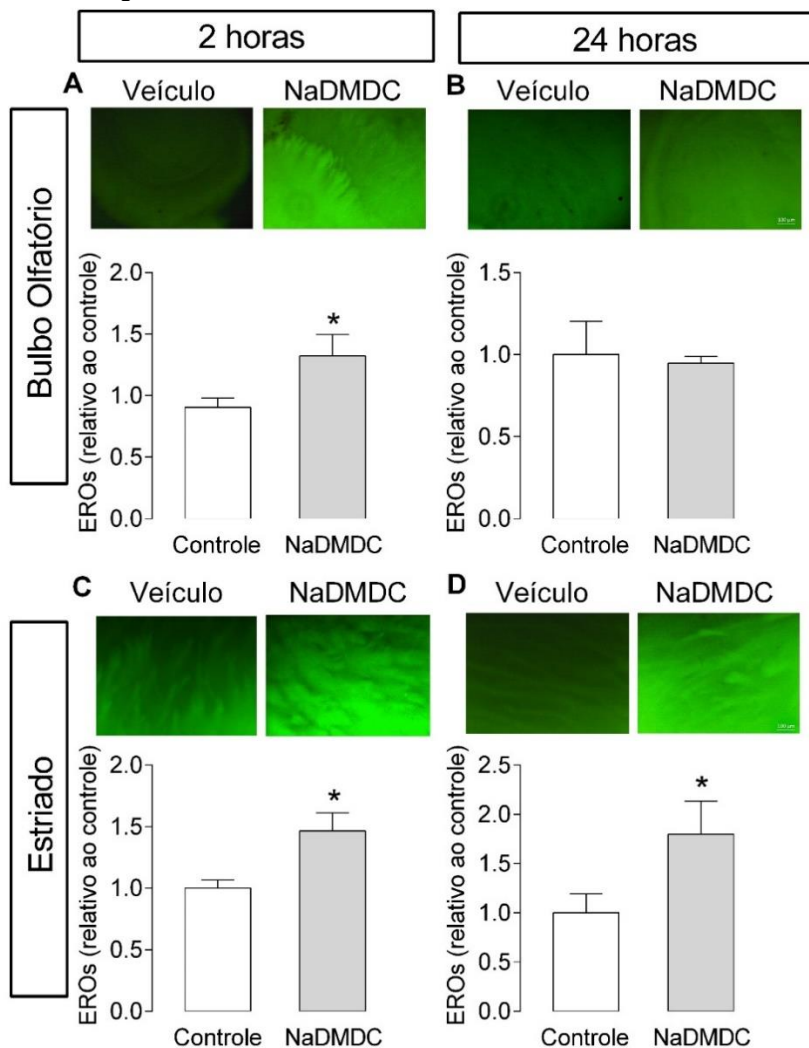 2 horas
24 horas
Bulbo Olfatório
A
Veículo
NaDMDC
B
Veículo
NaDMDC
100 µm
EROs (relativo ao controle)
2.0
1.5
1.0
0.5
0.0
*
Controle
NaDMDC
EROs (relativo ao controle)
1.5
1.0
0.5
0.0
Controle
NaDMDC
Estriado
C
Veículo
NaDMDC
D
Veículo
NaDMDC
100 µm
EROs (relativo ao controle)
2.0
1.5
1.0
0.5
0.0
*
Controle
NaDMDC
EROs (relativo ao controle)
2.5
2.0
1.5
1.0
0.5
0.0
*
Controle
NaDMDC